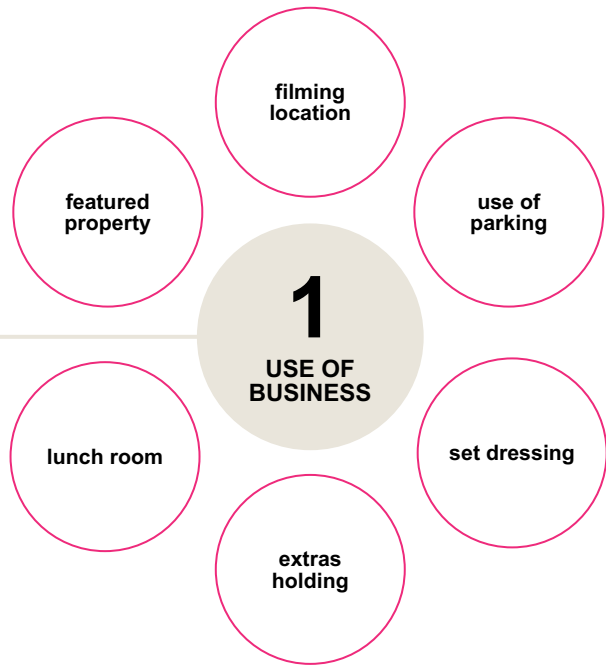 filming
location
featured
property
use of
parking
1
USE OF
BUSINESS
lunch room
set dressing
extras
holding